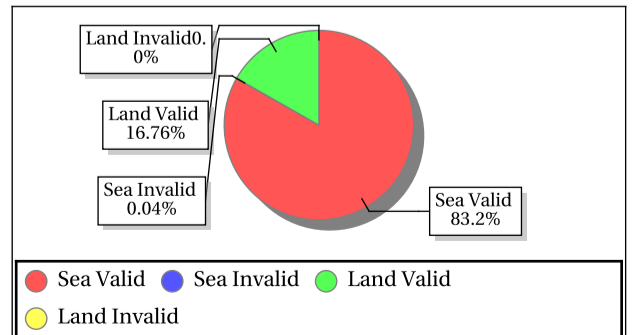 Land Invalid0.
0%
Land Valid
16.76%
Sea Invalid
0.04%
Sea Valid
83.2%
Sea Valid Sea Invalid Land Valid
Land Invalid